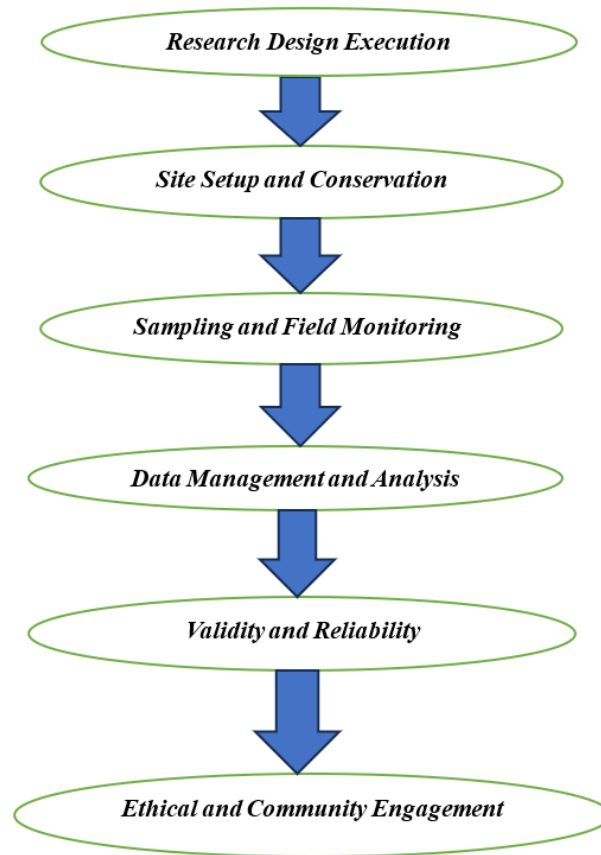 Research Design Execution
Site Setup and Conservation
Sampling and Field Monitoring
Data Management and Analysis
Validity and Reliability
Ethical and Community Engagement